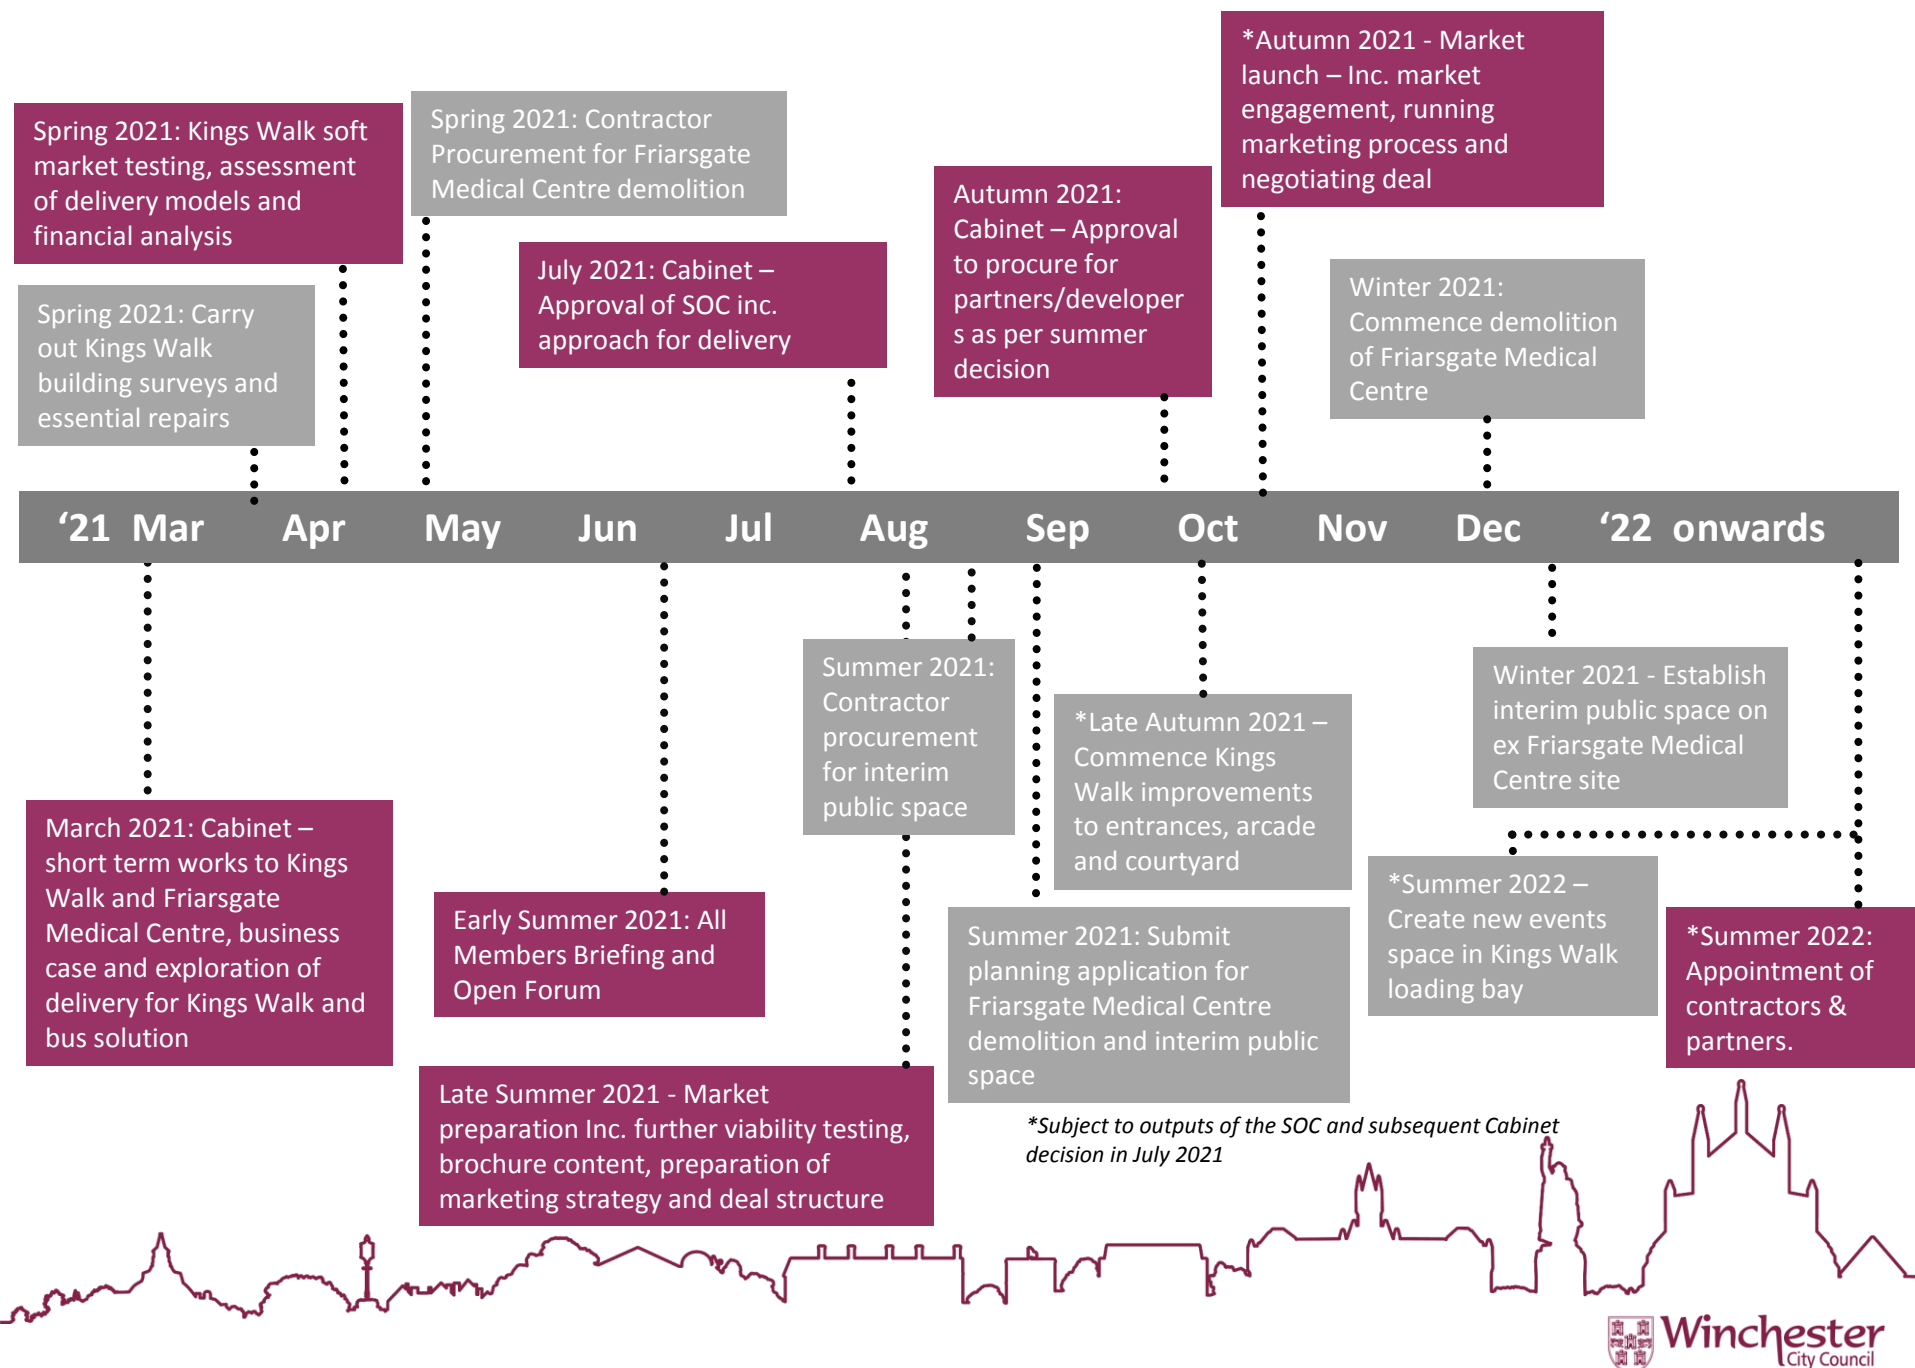 *Autumn 2021 - Market
launch – Inc. market
engagement, running
marketing process and
negotiating deal
Spring 2021: Kings Walk soft
market testing, assessment
of delivery models and
financial analysis
Spring 2021: Contractor
Procurement for Friarsgate
Medical Centre demolition
Autumn 2021:
Cabinet – Approval
to procure for
partners/developer
s as per summer
decision
July 2021: Cabinet –
Approval of SOC inc.
approach for delivery
Winter 2021:
Commence demolition
of Friarsgate Medical
Centre
Spring 2021: Carry
out Kings Walk
building surveys and
essential repairs
‘21 Mar Apr May Jun Jul Aug Sep Oct Nov Dec ‘22 onwards
Summer 2021:
Contractor
procurement
for interim
public space
Winter 2021 - Establish
interim public space on
ex Friarsgate Medical
Centre site
*Late Autumn 2021 –
Commence Kings
Walk improvements
to entrances, arcade
and courtyard
March 2021: Cabinet –
short term works to Kings
Walk and Friarsgate
Medical Centre, business
case and exploration of
delivery for Kings Walk and
bus solution
*Summer 2022 –
Create new events
space in Kings Walk
loading bay
Early Summer 2021: All
Members Briefing and
Open Forum
Summer 2021: Submit
planning application for
Friarsgate Medical Centre
demolition and interim public
space
*Summer 2022:
Appointment of
contractors &
partners.
Late Summer 2021 - Market
preparation Inc. further viability testing,
brochure content, preparation of
marketing strategy and deal structure
*Subject to outputs of the SOC and subsequent Cabinet
decision in July 2021
Winchester
City Council